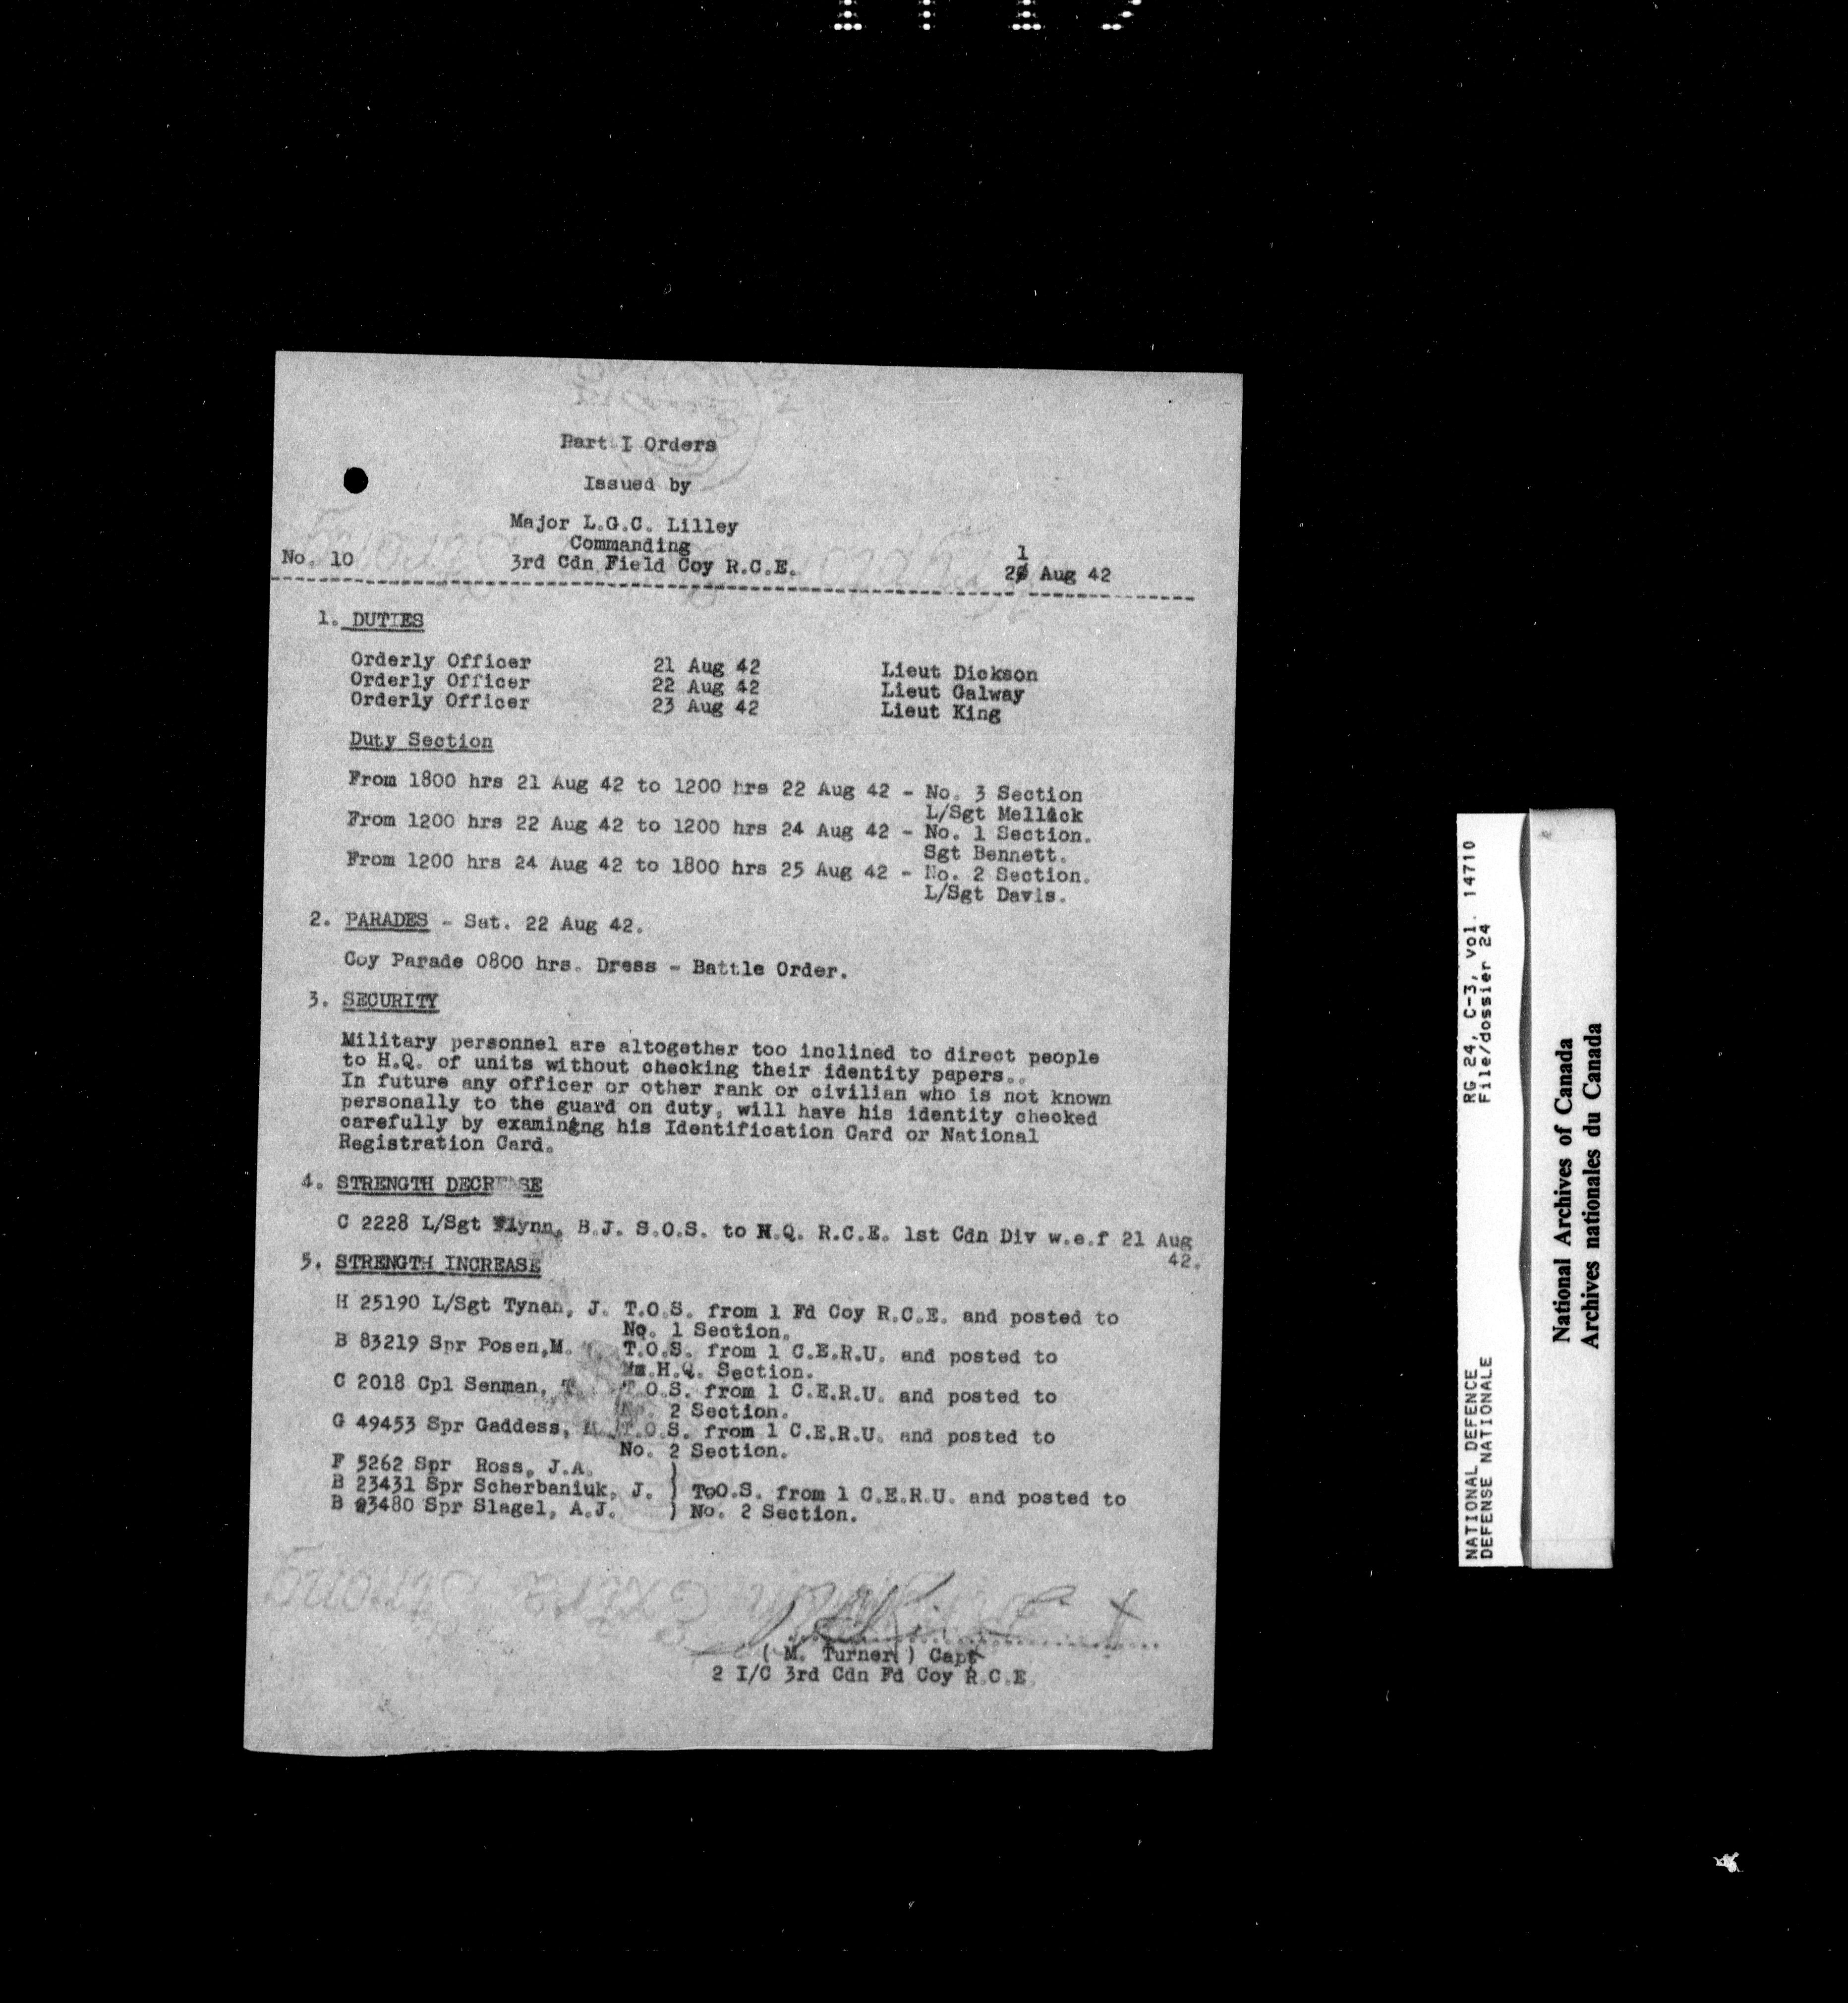 Part I Orders
Issued by
Major L.G.C. Lilley
Commanding
No. 10 3rd Cdn Field Coy R.C.E. 21 Aug 42
1. DUTIES
Orderly Officer 21 Aug 42 Lieut Dickson
Orderly Officer 22 Aug 42 Lieut Galway
Orderly Officer 23 Aug 42 Lieut King
Duty Section
From 1800 hrs 21 Aug 42 to 1200 hrs 22 Aug 42 - No. 3 Section
L/Sgt Mellick
From 1200 hrs 22 Aug 42 to 1200 hrs 24 Aug 42 - No. 1 Section.
Sgt Bennett.
From 1200 hrs 24 Aug 42 to 1800 hrs 25 Aug 42 - No. 2 Section.
L/Sgt Davis.
2. PARADES - Sat. 22 Aug 42.
Coy Parade 0800 hrs. Dress - Battle Order.
3. SECURITY
Military personnel are altogether too inclined to direct people
to H.Q. of units without checking their identity papers..
In future any officer or other rank or civilian who is not known
personally to the guard on duty, will have his identity checked
carefully by examining his Identification Card or National
Registration Card.
4. STRENGTH DECREASE
C 2228 L/Sgt Flynn, B.J. S.O.S. to H.Q. R.C.E. 1st Cdn Div w.e.f 21 Aug
42.
5. STRENGTH INCREASE
H 25190 L/Sgt Tynan, J. T.O.S. from 1 Fd Coy R.C.E. and posted to
No. 1 Section.
B 83219 Spr Posen,M. T.O.S. from 1 C.E.R.U. and posted to
H.Q. Section.
C 2018 Cpl Senman, T. T.O.S. from 1 C.E.R.U. and posted to
No. 2 Section.
G 49453 Spr Gaddess, T.O.S. from 1 C.E.R.U. and posted to
No. 2 Section.
F 5262 Spr Ross, J.A. )
B 23431 Spr Scherbaniuk, J. ) T.O.S. from 1 C.E.R.U. and posted to
B 23480 Spr Slagel, A.J. ) No. 2 Section.
( M. Turner ) Capt
2 I/C 3rd Cdn Fd Coy R.C.E.
NATIONAL DEFENCE RG 24, C-3, vol. 14710
DEFENSE NATIONALE File/dossier 24
National Archives of Canada
Archives nationales du Canada